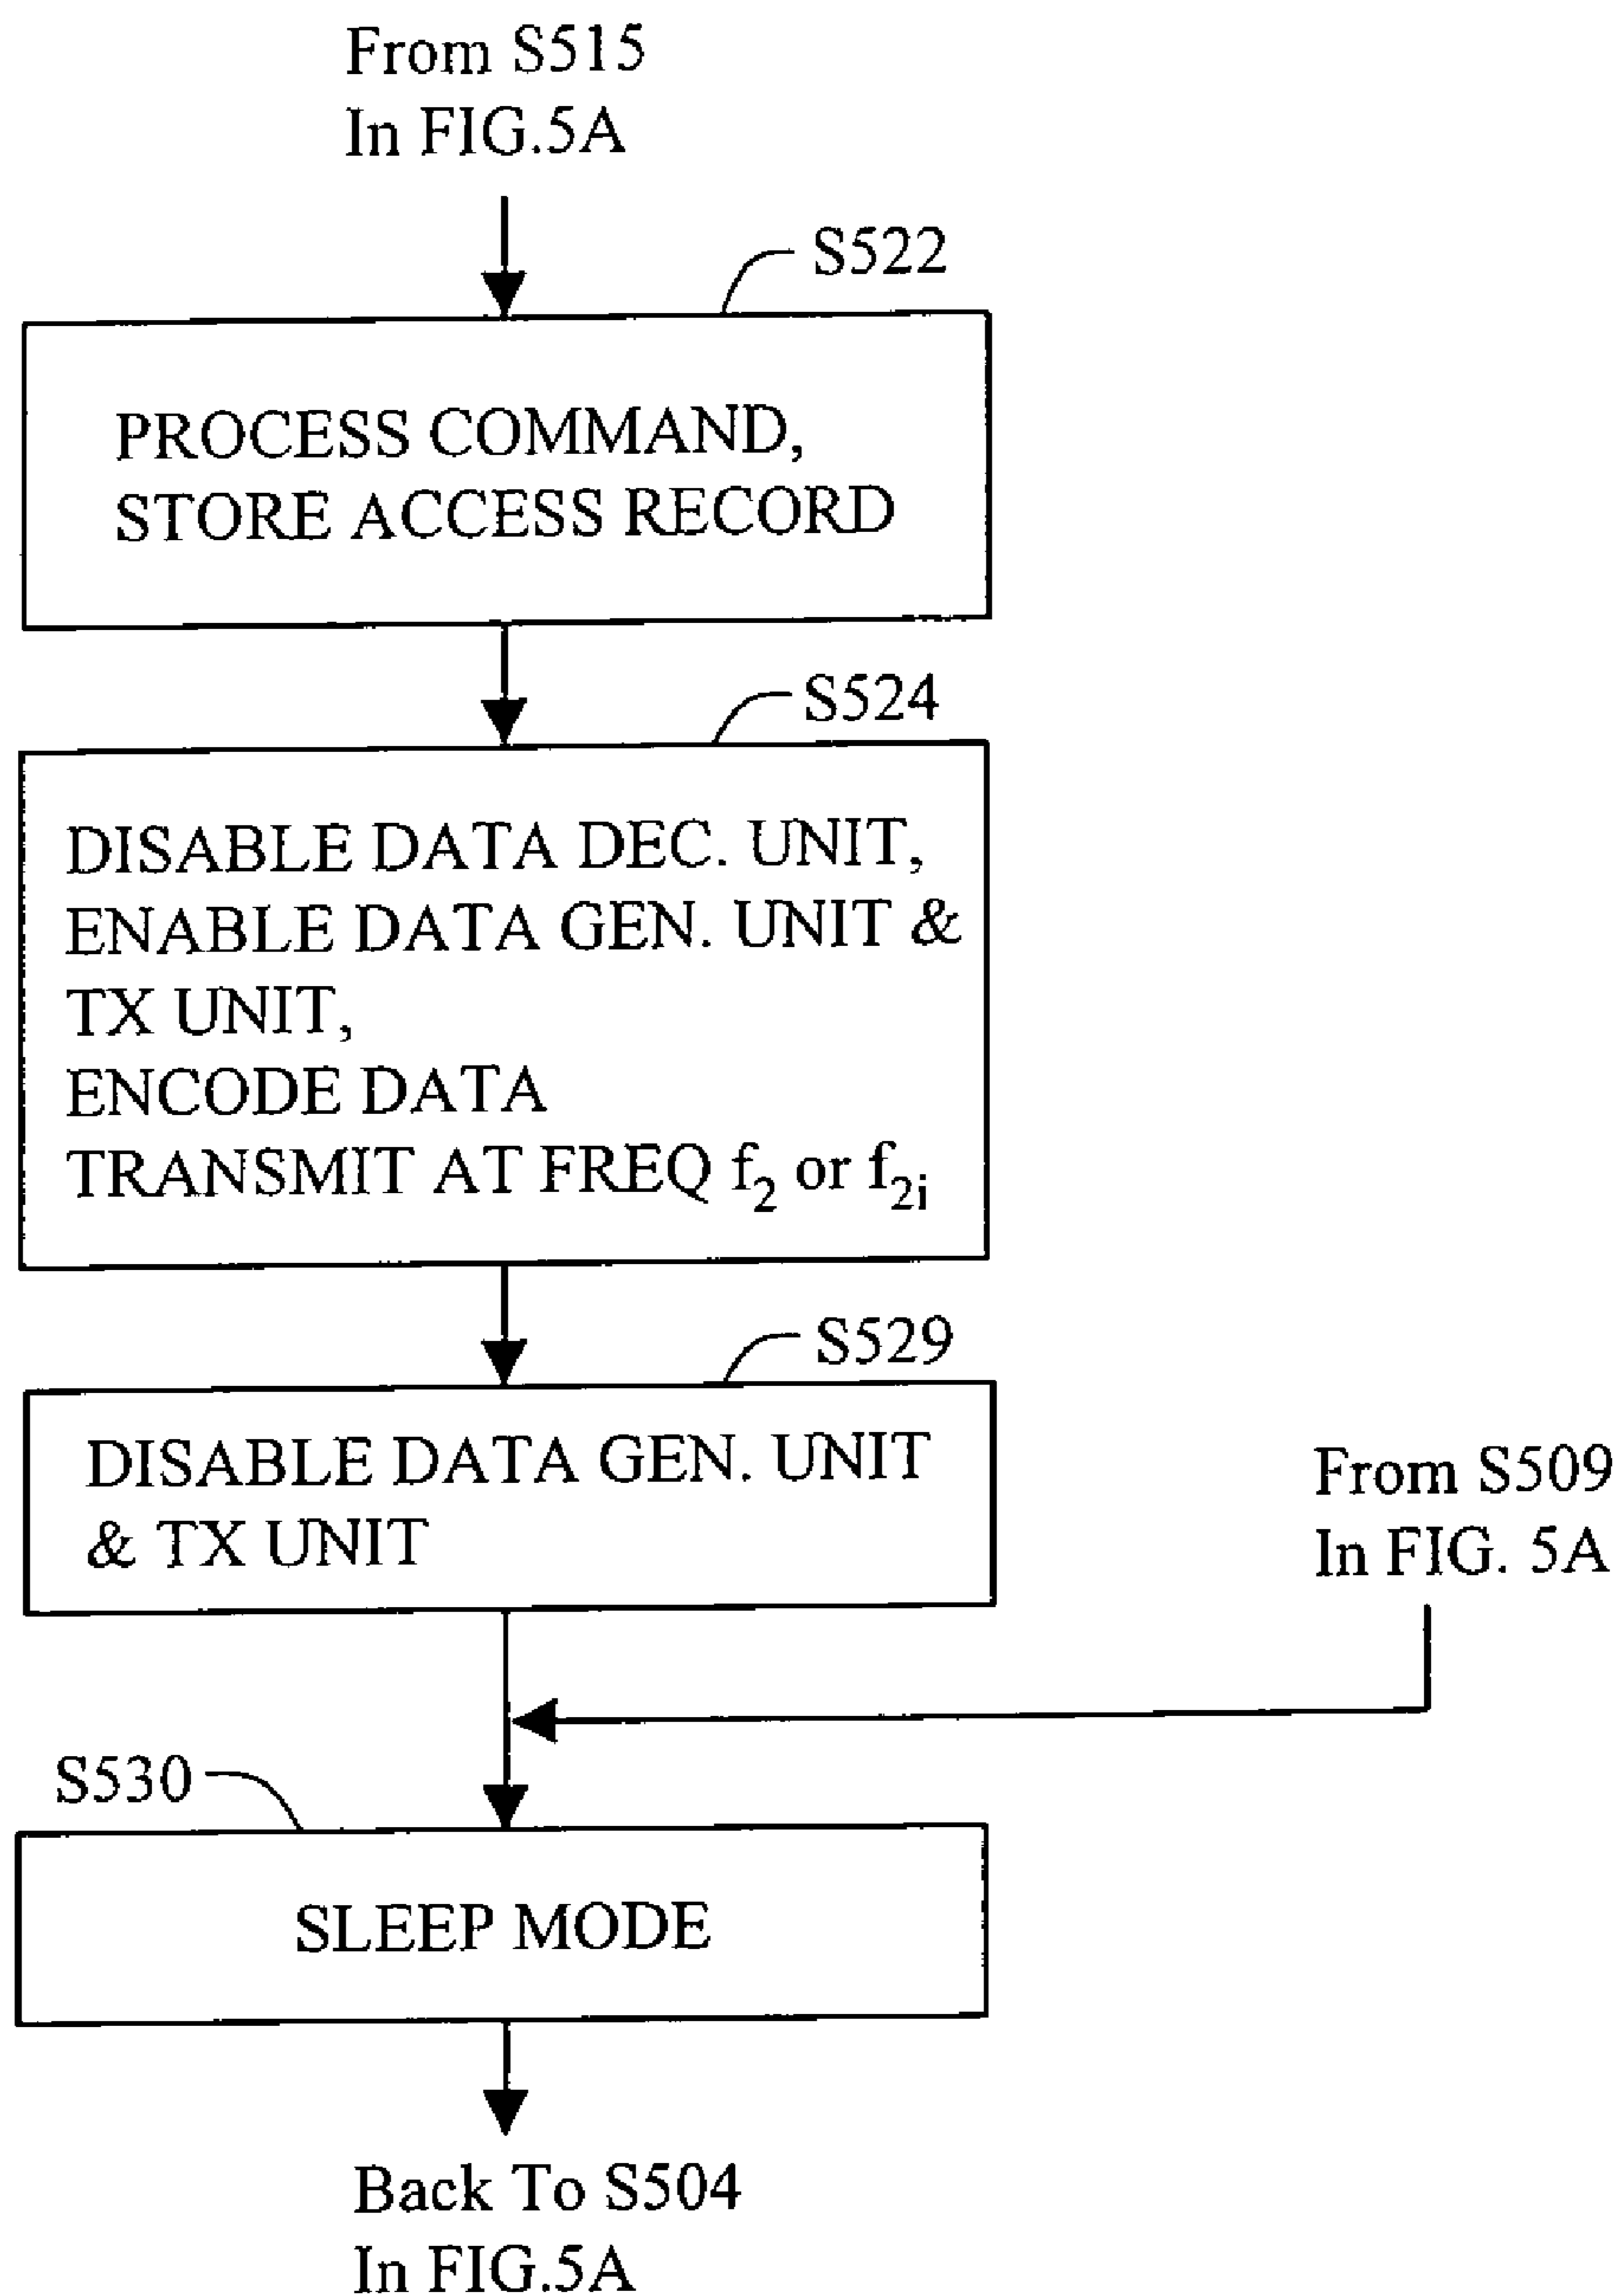 From S515
In FIG.5A
S522
PROCESS COMMAND,
STORE ACCESS RECORD
S524
DISABLE DATA DEC. UNIT,
ENABLE DATA GEN. UNIT &
TX UNIT,
ENCODE DATA
TRANSMIT AT FREQ f2 or f2i
S529
DISABLE DATA GEN. UNIT
& TX UNIT
From S509
In FIG. 5A
S530
SLEEP MODE
Back To S504
In FIG.5A